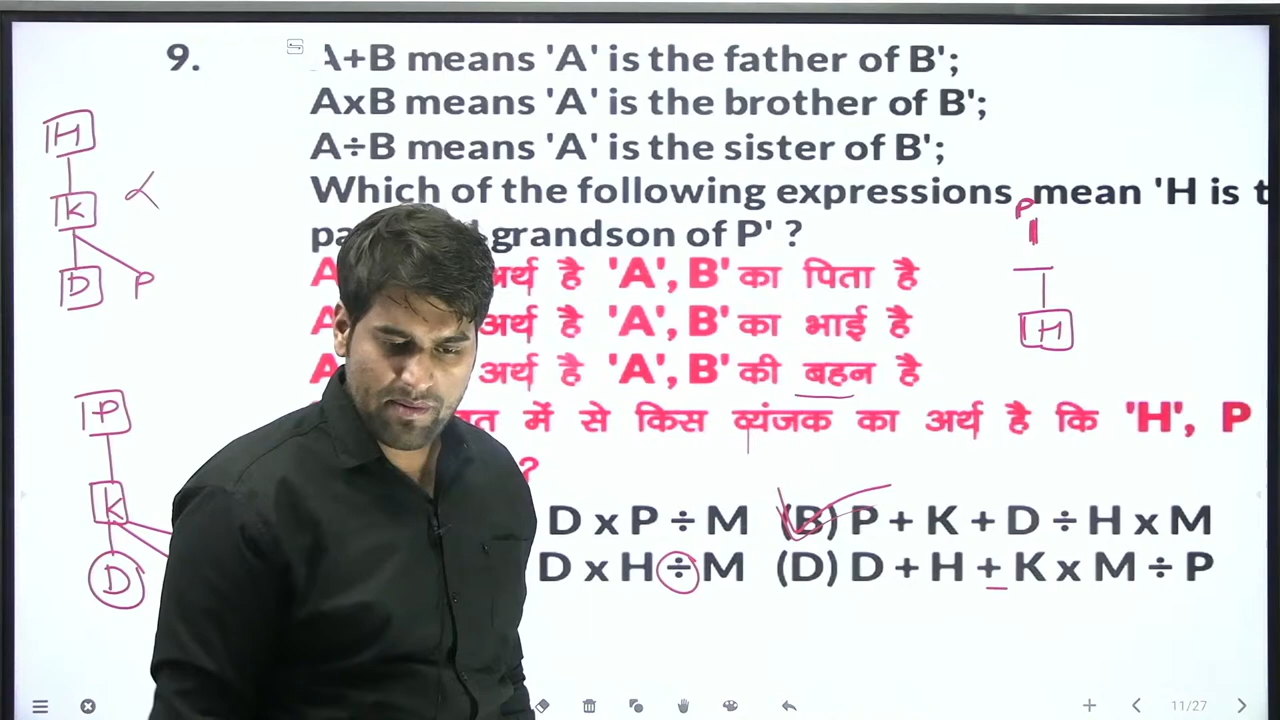 9.
A+B means 'A' is the father of B';
AxB means 'A' is the brother of B';
A÷B means 'A' is the sister of B';
Which of the following expressions mean 'H is t
pa grandson of P' ?
A अर्थ है 'A', B' का पिता है
A अर्थ है 'A', B' का भाई है
A अर्थ है 'A', B' की बहन है
त में से किस व्यंजक का अर्थ है कि 'H', P
?
D x P ÷ M (B) P + K + D ÷ H x M
D x H ÷ M (D) D + H + K x M ÷ P
H
K
D P
P
K
D
P
H
11/27